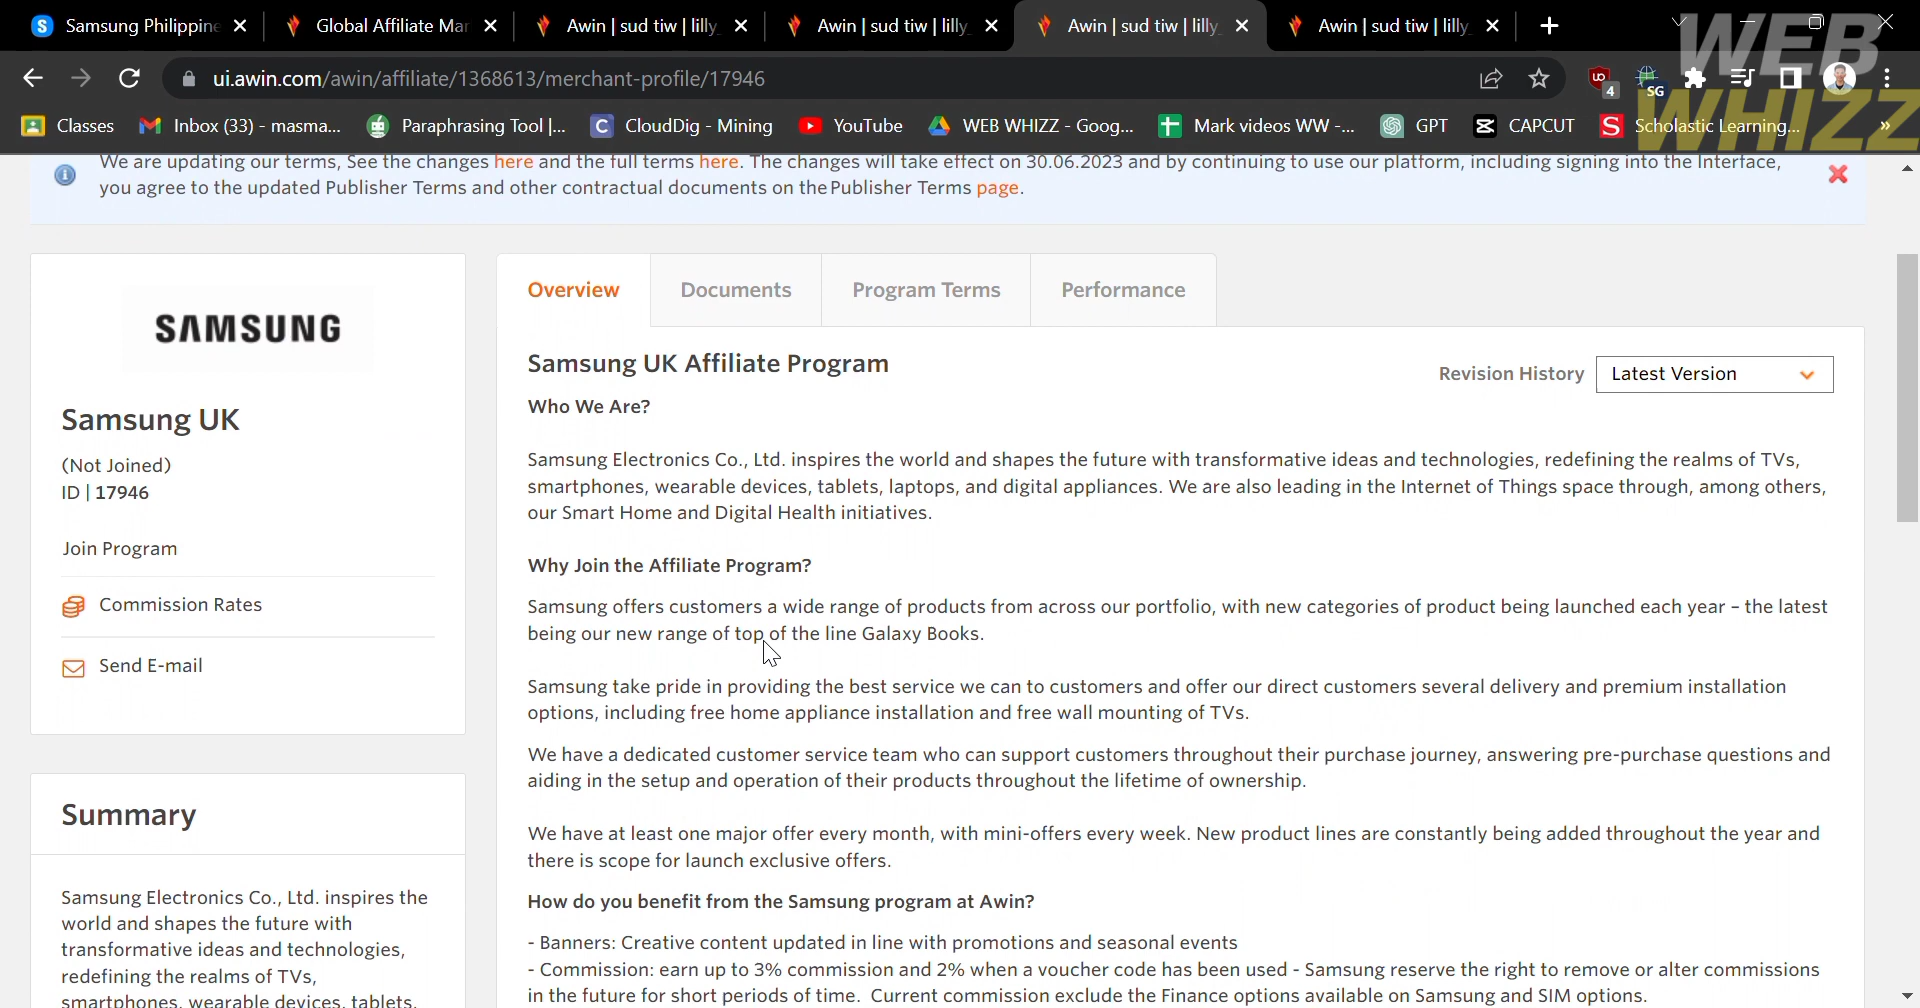 Samsung Philippine
Global Affiliate Mar
Awin | sud tiw | lilly_
Awin | sud tiw | lilly_
Awin | sud tiw | lilly_
Awin | sud tiw | lilly_
WEB
WHIZZ
ui.awin.com/awin/affiliate/1368613/merchant-profile/17946
4
SG
Classes
Inbox (33) - masma...
Paraphrasing Tool |...
CloudDig - Mining
YouTube
WEB WHIZZ - Goog...
Mark videos WW -...
GPT
CAPCUT
Scholastic Learning...
»
We are updating our terms, See the changes here and the full terms here. The changes will take effect on 30.06.2023 and by continuing to use our platform, including signing into the Interface,
you agree to the updated Publisher Terms and other contractual documents on the Publisher Terms page.
SAMSUNG
Samsung UK
(Not Joined)
ID | 17946
Join Program
Commission Rates
Send E-mail
Summary
Samsung Electronics Co., Ltd. inspires the
world and shapes the future with
transformative ideas and technologies,
redefining the realms of TVs,
smartphones, wearable devices, tablets,
Overview
Documents
Program Terms
Performance
Samsung UK Affiliate Program
Revision History
Latest Version
Who We Are?
Samsung Electronics Co., Ltd. inspires the world and shapes the future with transformative ideas and technologies, redefining the realms of TVs,
smartphones, wearable devices, tablets, laptops, and digital appliances. We are also leading in the Internet of Things space through, among others,
our Smart Home and Digital Health initiatives.
Why Join the Affiliate Program?
Samsung offers customers a wide range of products from across our portfolio, with new categories of product being launched each year – the latest
being our new range of top of the line Galaxy Books.
Samsung take pride in providing the best service we can to customers and offer our direct customers several delivery and premium installation
options, including free home appliance installation and free wall mounting of TVs.
We have a dedicated customer service team who can support customers throughout their purchase journey, answering pre-purchase questions and
aiding in the setup and operation of their products throughout the lifetime of ownership.
We have at least one major offer every month, with mini-offers every week. New product lines are constantly being added throughout the year and
there is scope for launch exclusive offers.
How do you benefit from the Samsung program at Awin?
- Banners: Creative content updated in line with promotions and seasonal events
- Commission: earn up to 3% commission and 2% when a voucher code has been used - Samsung reserve the right to remove or alter commissions
in the future for short periods of time. Current commission exclude the Finance options available on Samsung and SIM options.